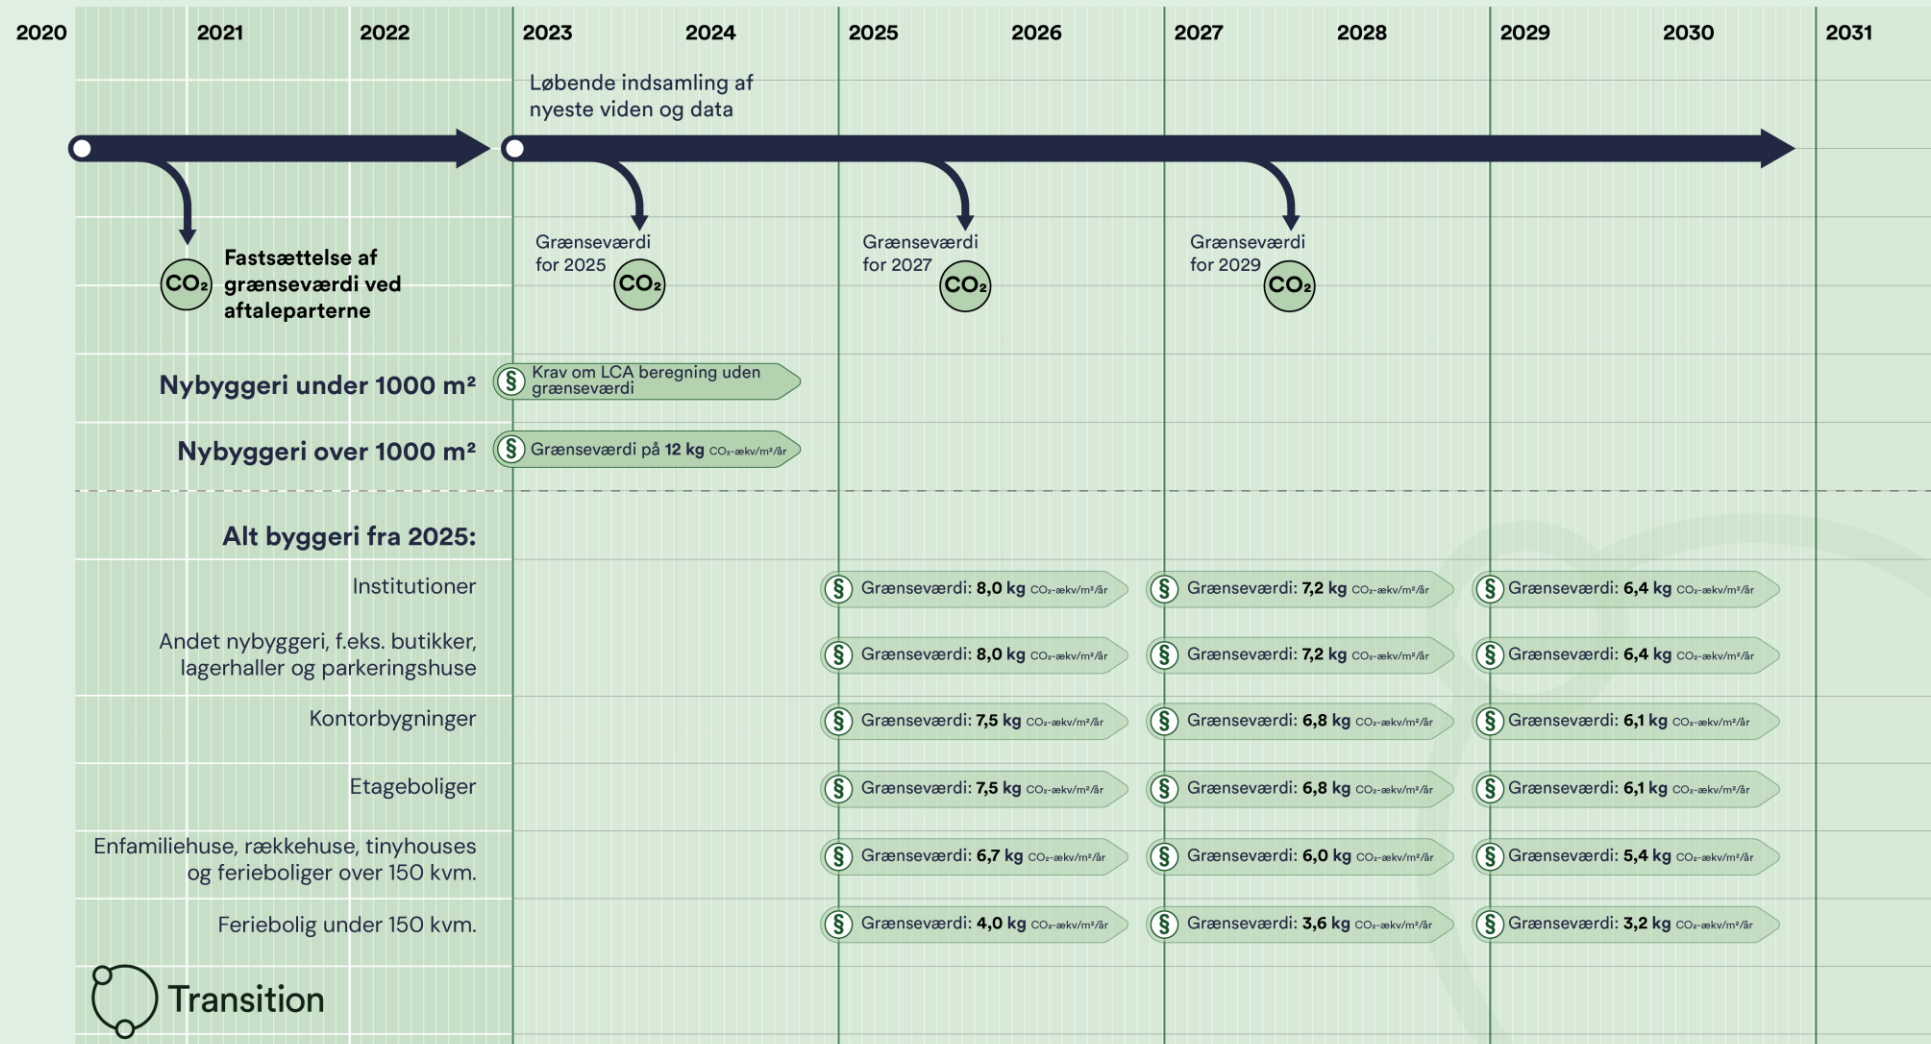 2020 2021 2022 2023 2024 2025 2026 2027 2028 2029 2030 2031
Løbende indsamling af
nyeste viden og data
CO₂
Fastsættelse af
grænseværdi ved
aftaleparterne
Grænseværdi
for 2025
CO₂
Grænseværdi
for 2027
CO₂
Grænseværdi
for 2029
CO₂
Nybyggeri under 1000 m²
§ Krav om LCA beregning uden
grænseværdi
Nybyggeri over 1000 m²
§ Grænseværdi på 12 kg CO₂-ækv/m²/år
Alt byggeri fra 2025:
Institutioner
§ Grænseværdi: 8,0 kg CO₂-ækv/m²/år
§ Grænseværdi: 7,2 kg CO₂-ækv/m²/år
§ Grænseværdi: 6,4 kg CO₂-ækv/m²/år
Andet nybyggeri, f.eks. butikker,
lagerhaller og parkeringshuse
§ Grænseværdi: 8,0 kg CO₂-ækv/m²/år
§ Grænseværdi: 7,2 kg CO₂-ækv/m²/år
§ Grænseværdi: 6,4 kg CO₂-ækv/m²/år
Kontorbygninger
§ Grænseværdi: 7,5 kg CO₂-ækv/m²/år
§ Grænseværdi: 6,8 kg CO₂-ækv/m²/år
§ Grænseværdi: 6,1 kg CO₂-ækv/m²/år
Etageboliger
§ Grænseværdi: 7,5 kg CO₂-ækv/m²/år
§ Grænseværdi: 6,8 kg CO₂-ækv/m²/år
§ Grænseværdi: 6,1 kg CO₂-ækv/m²/år
Enfamiliehuse, rækkehuse, tinyhouses
og ferieboliger over 150 kvm.
§ Grænseværdi: 6,7 kg CO₂-ækv/m²/år
§ Grænseværdi: 6,0 kg CO₂-ækv/m²/år
§ Grænseværdi: 5,4 kg CO₂-ækv/m²/år
Feriebolig under 150 kvm.
§ Grænseværdi: 4,0 kg CO₂-ækv/m²/år
§ Grænseværdi: 3,6 kg CO₂-ækv/m²/år
§ Grænseværdi: 3,2 kg CO₂-ækv/m²/år
Transition